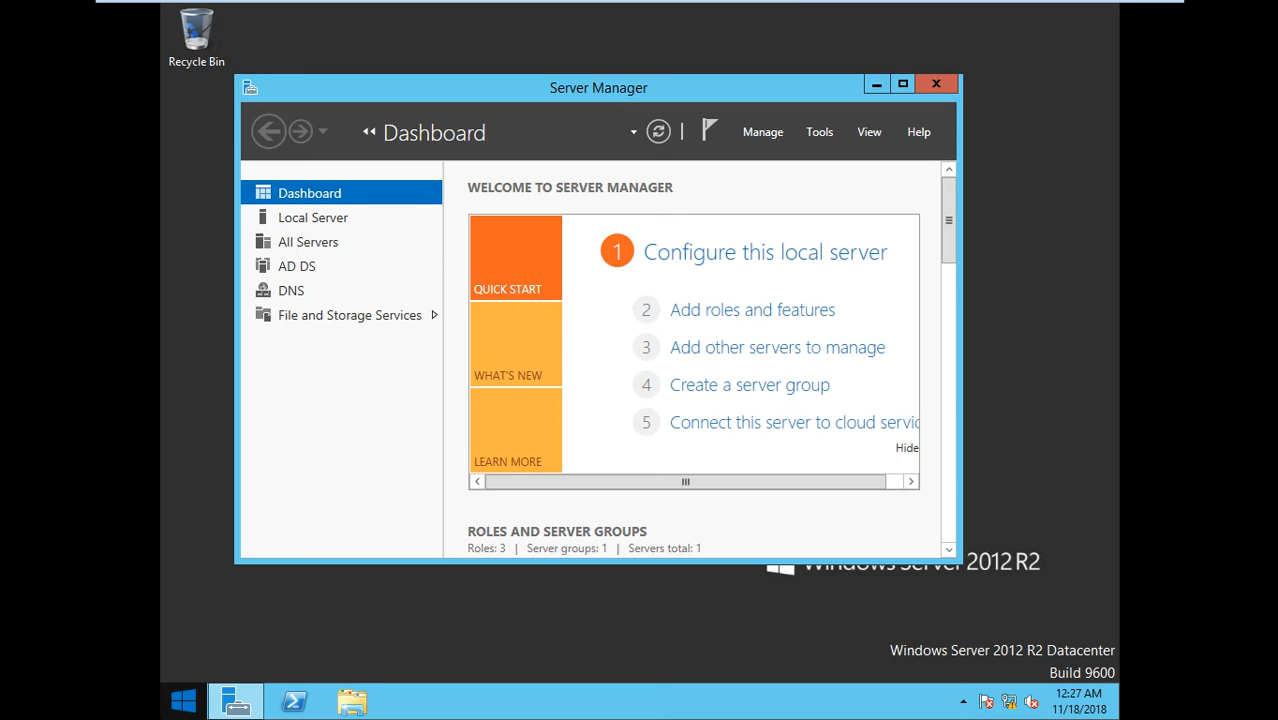 Recycle Bin
Server Manager
Dashboard
Manage Tools View Help
Dashboard
Local Server
All Servers
AD DS
DNS
File and Storage Services
WELCOME TO SERVER MANAGER
QUICK START
WHAT'S NEW
LEARN MORE
1 Configure this local server
2 Add roles and features
3 Add other servers to manage
4 Create a server group
5 Connect this server to cloud servic
Hide
ROLES AND SERVER GROUPS
Roles: 3 | Server groups: 1 | Servers total: 1
Windows Server 2012 R2
Windows Server 2012 R2 Datacenter
Build 9600
12:27 AM
11/18/2018